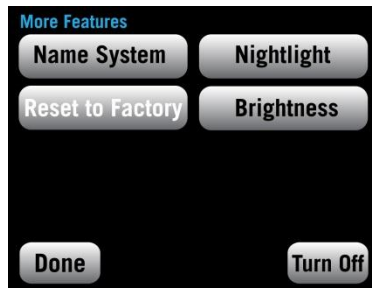 More Features
Name System
Nightlight
Reset to Factory
Brightness
Done
Turn Off